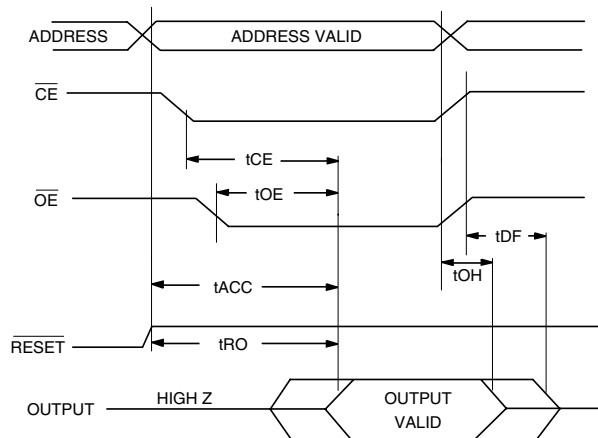 ADDRESS
ADDRESS VALID
CE
tCE
OE
tOE
tDF
tOH
tACC
RESET
tRO
OUTPUT
HIGH Z
OUTPUT
VALID